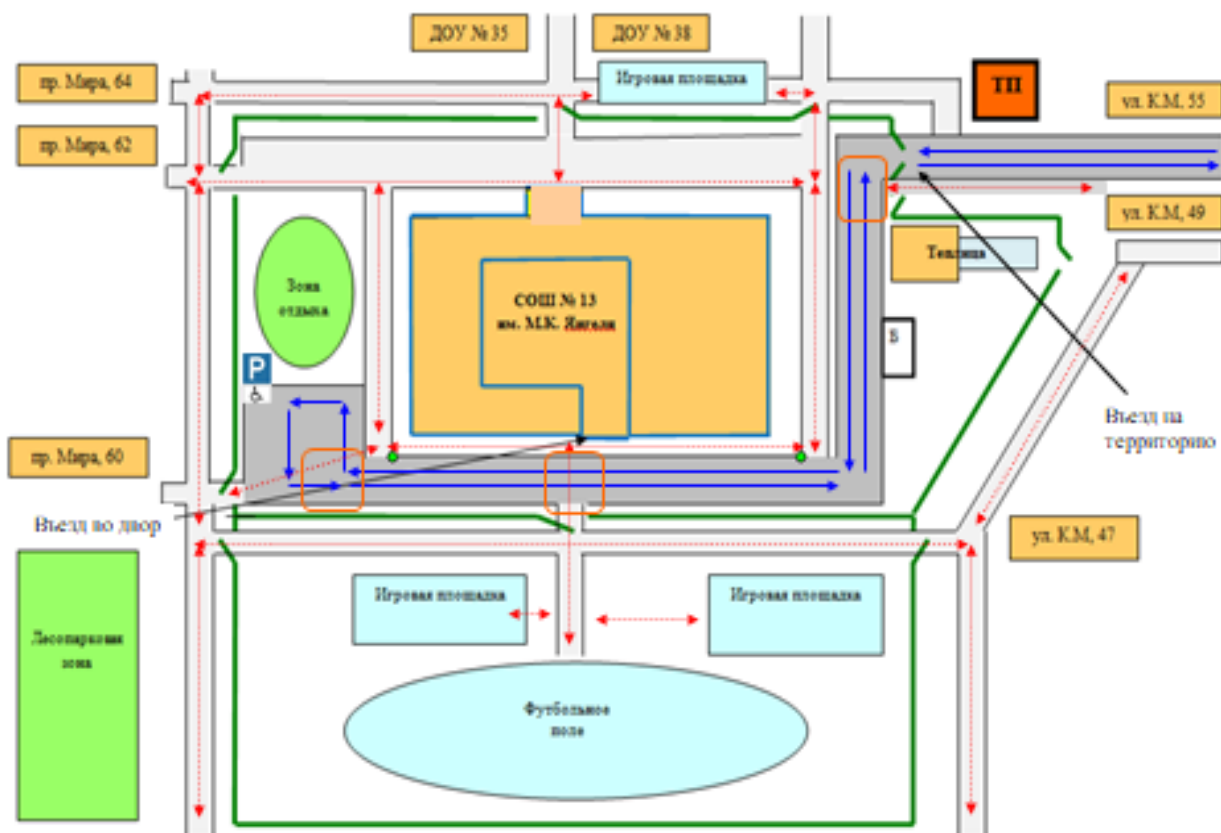 ДОУ № 35
ДОУ № 38
пр. Мира, 64
Игровая площадка
ТП
ул. К.М, 55
пр. Мира, 62
ул. К.М, 49
Теплица
Зона
отдыха
СОШ № 13
им. М.К. Янгеля
Б
P
Въезд на
территорию
пр. Мира, 60
Въезд во двор
ул. К.М, 47
Игровая площадка
Игровая площадка
Лесопарковая
зона
Футбольное
поле